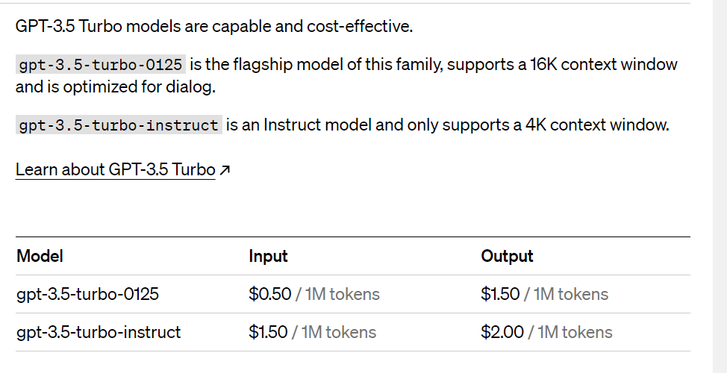 GPT-3.5 Turbo models are capable and cost-effective.
gpt-3.5-turbo-0125 is the flagship model of this family, supports a 16K context window
and is optimized for dialog.
gpt-3.5-turbo-instruct is an Instruct model and only supports a 4K context window.
Learn about GPT-3.5 Turbo ↗
Model Input Output
gpt-3.5-turbo-0125 $0.50 / 1M tokens $1.50 / 1M tokens
gpt-3.5-turbo-instruct $1.50 / 1M tokens $2.00 / 1M tokens